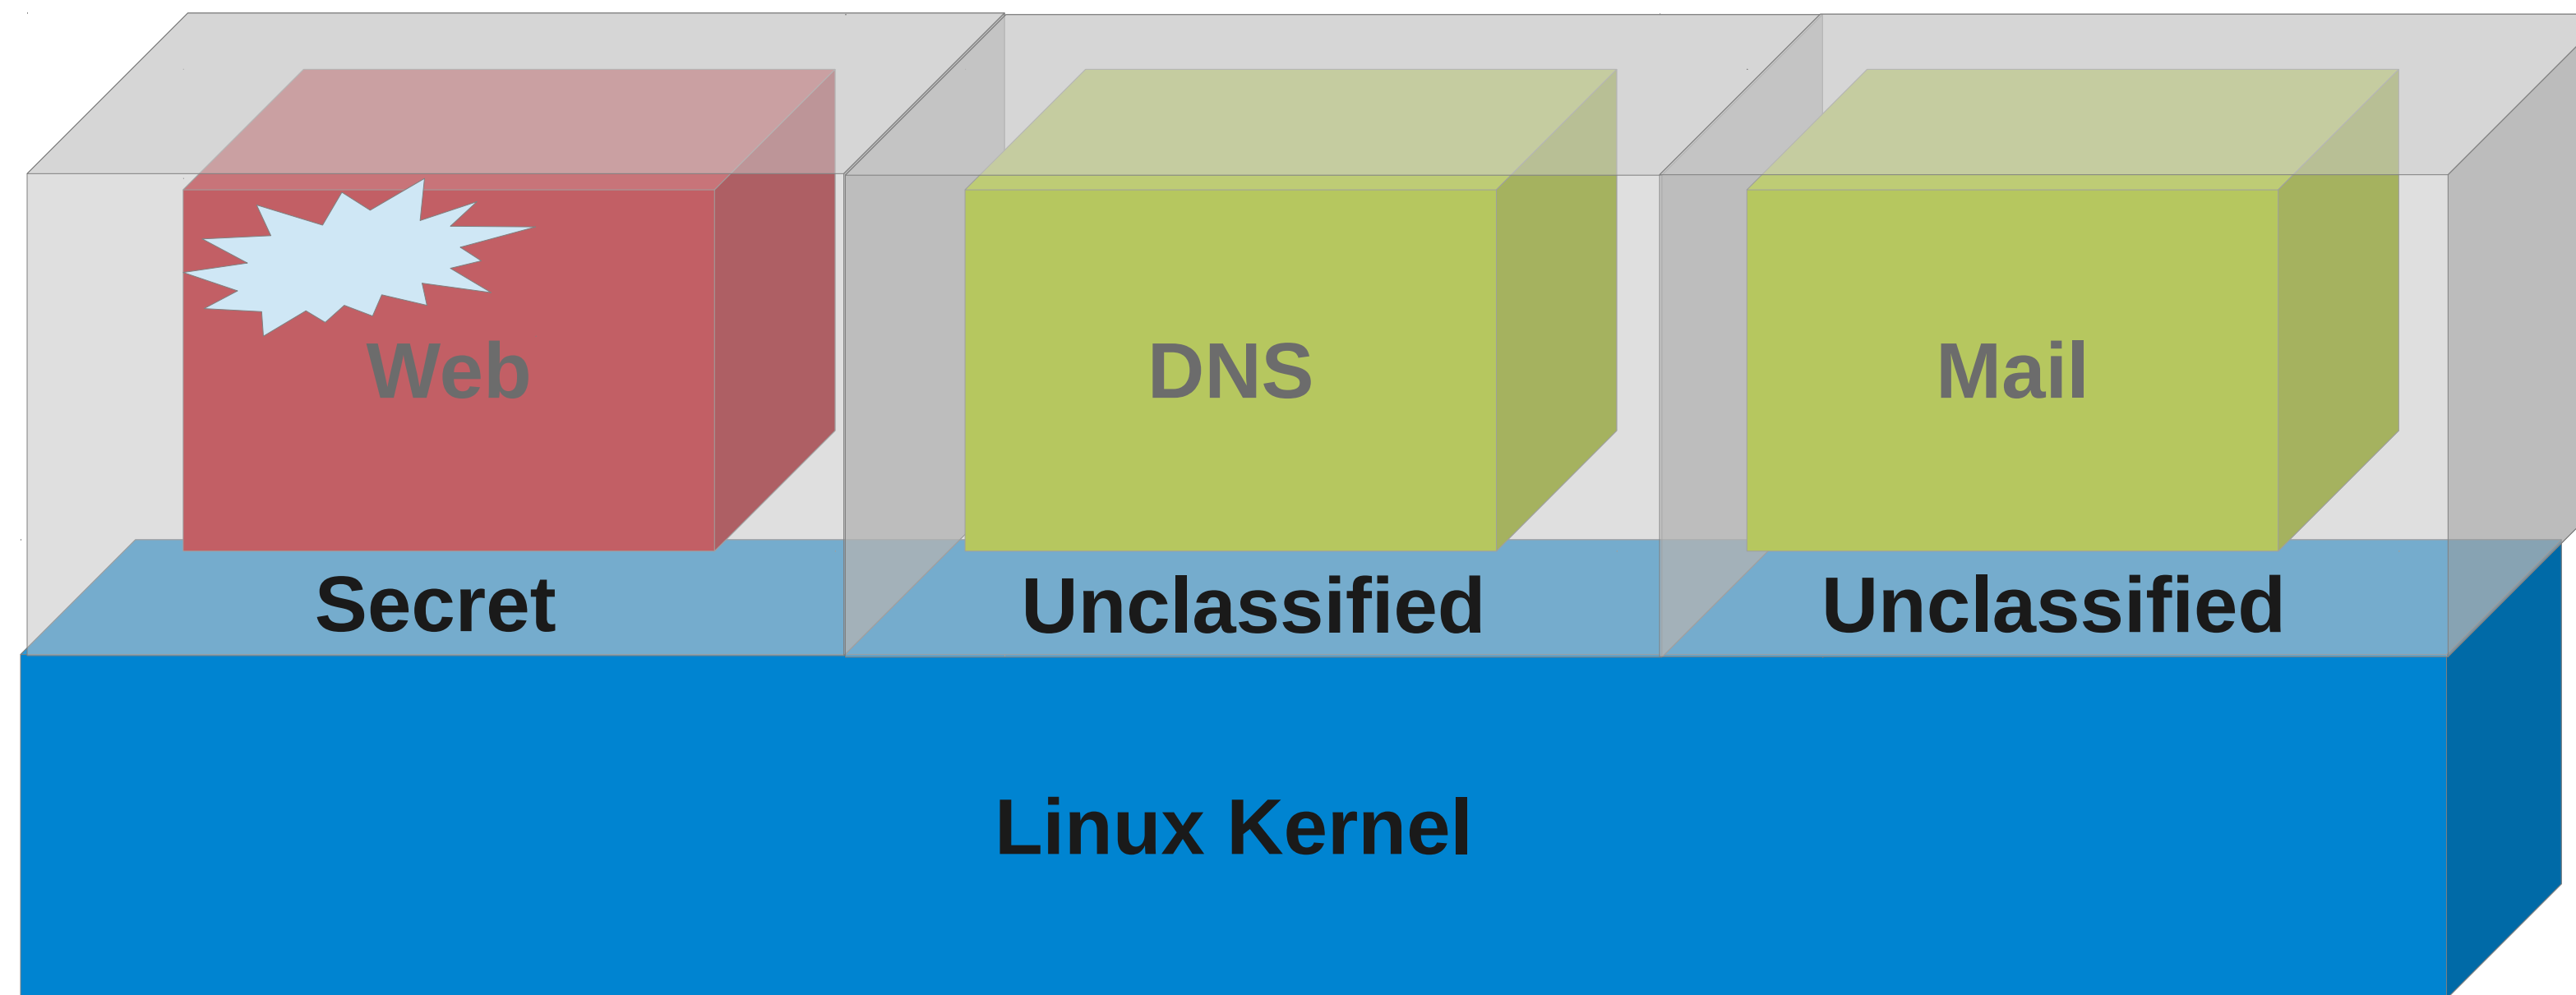 Web
DNS
Mail
Secret
Unclassified
Unclassified
Linux Kernel